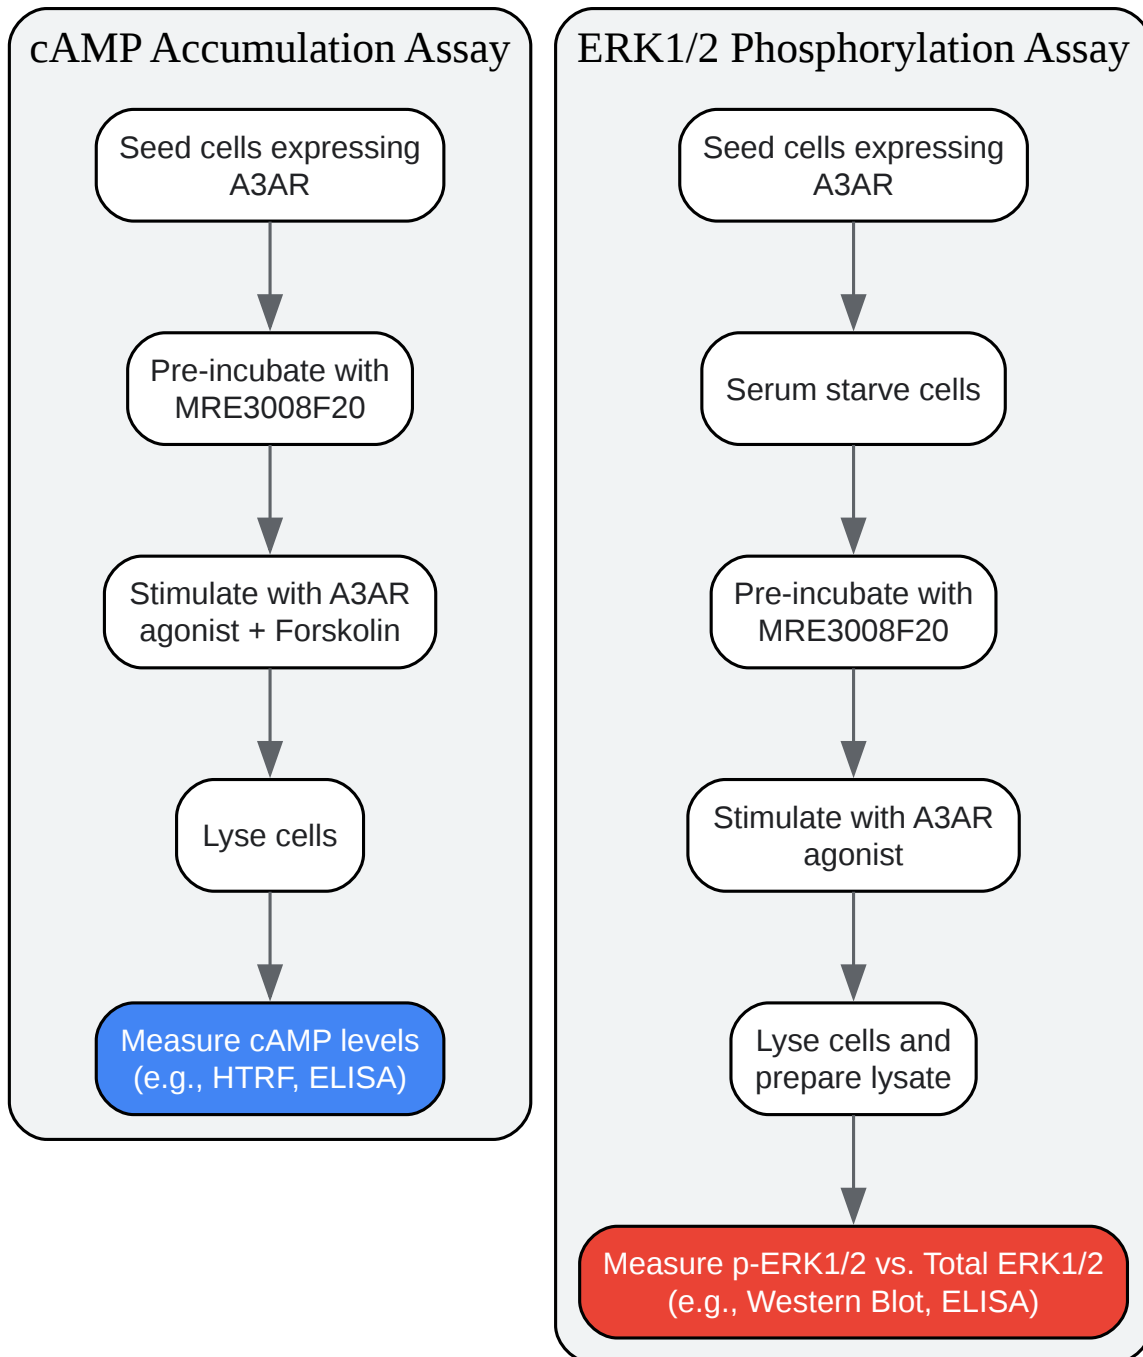 cAMP Accumulation Assay
Seed cells expressing
A3AR
Pre-incubate with
MRE3008F20
Stimulate with A3AR
agonist + Forskolin
Lyse cells
Measure cAMP levels
(e.g., HTRF, ELISA)
ERK1/2 Phosphorylation Assay
Seed cells expressing
A3AR
Serum starve cells
Pre-incubate with
MRE3008F20
Stimulate with A3AR
agonist
Lyse cells and
prepare lysate
Measure p-ERK1/2 vs. Total ERK1/2
(e.g., Western Blot, ELISA)